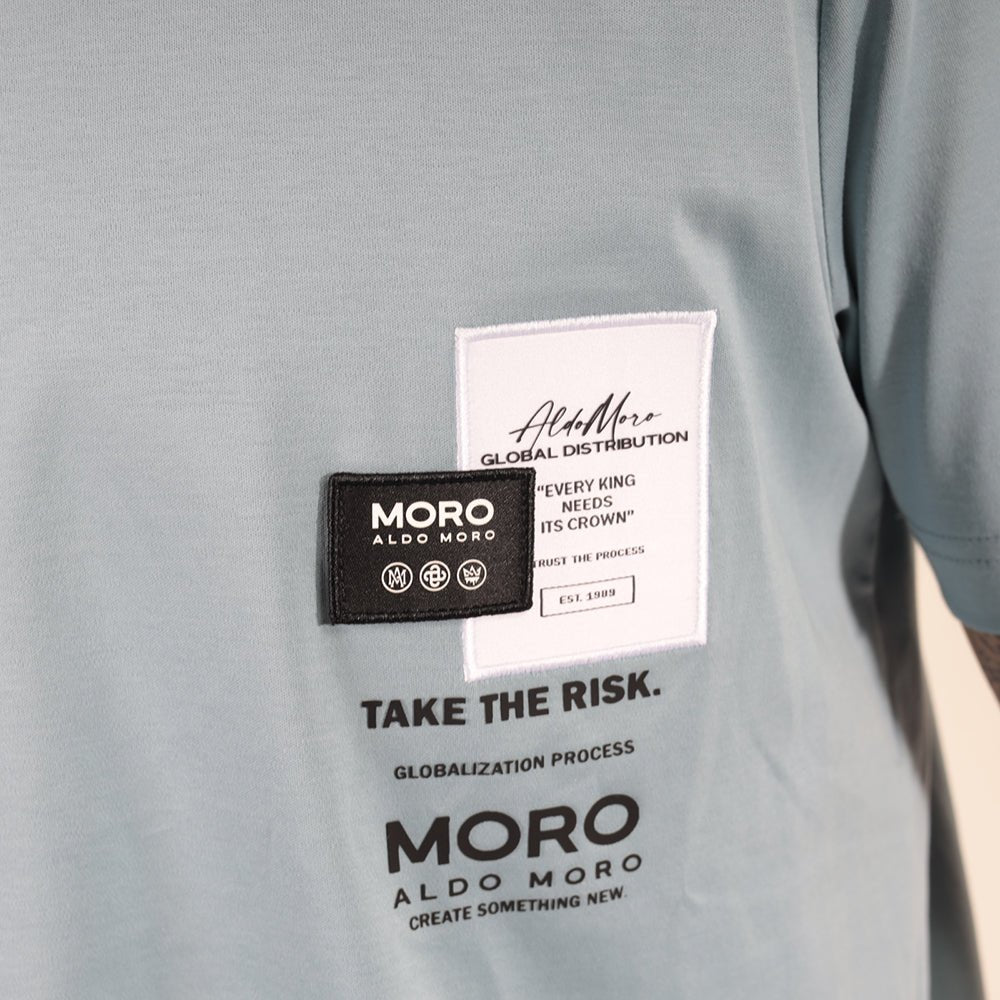 AldoMoro
GLOBAL DISTRIBUTION
"EVERY KING
NEEDS
ITS CROWN"
TRUST THE PROCESS
EST. 1989
MORO
ALDO MORO
TAKE THE RISK.
GLOBALIZATION PROCESS
MORO
ALDO MORO
CREATE SOMETHING NEW.